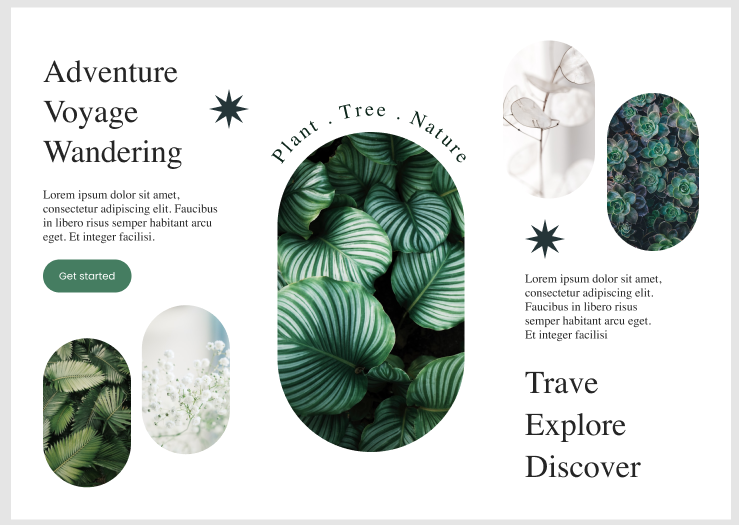 Adventure
Voyage
Wandering
Lorem ipsum dolor sit amet,
consectetur adipiscing elit. Faucibus
in libero risus semper habitant arcu
eget. Et integer facilisi.
Get started
Plant . Tree . Nature
Lorem ipsum dolor sit amet,
consectetur adipiscing elit.
Faucibus in libero risus
semper habitant arcu eget.
Et integer facilisi
Trave
Explore
Discover